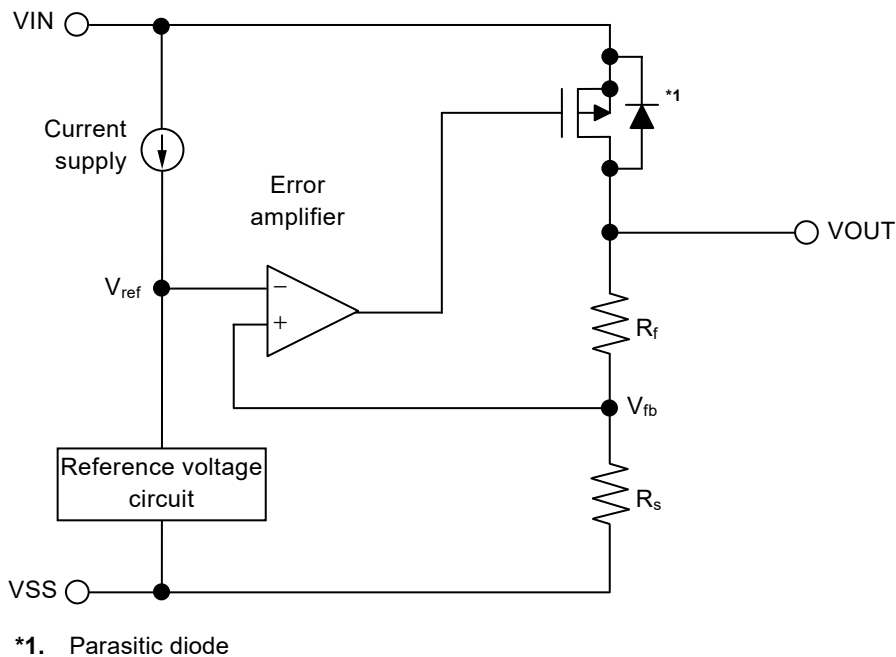 VIN
*1
Current
supply
Error
amplifier
VOUT
Vref
−
+
Rf
Vfb
Reference voltage
circuit
Rs
VSS
*1. Parasitic diode